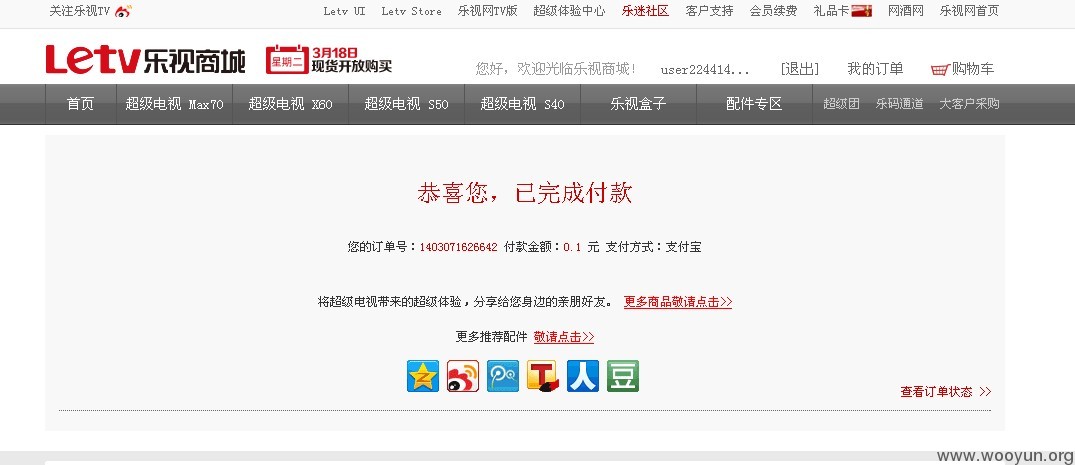 关注乐视TV Letv UI Letv Store 乐视网TV版 超级体验中心 乐迷社区 客户支持 会员续费 礼品卡 网酒网 乐视网首页
Letv乐视商城 星期二 3月18日 现货开放购买
您好，欢迎光临乐视商城！ user224414... [退出] 我的订单 购物车
首页 超级电视 Max70 超级电视 X60 超级电视 S50 超级电视 S40 乐视盒子 配件专区 超级团 乐码通道 大客户采购
恭喜您，已完成付款
您的订单号：1403071626642 付款金额：0.1 元 支付方式：支付宝
将超级电视带来的超级体验，分享给您身边的亲朋好友。 更多商品敬请点击>>
更多推荐配件 敬请点击>>
豆
查看订单状态 >>
www.wooyun.org